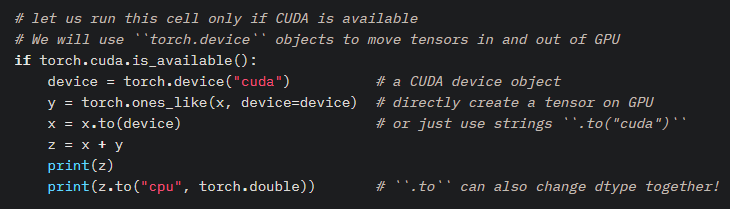 # let us run this cell only if CUDA is available
# We will use ``torch.device`` objects to move tensors in and out of GPU
if torch.cuda.is_available():
    device = torch.device("cuda")          # a CUDA device object
    y = torch.ones_like(x, device=device)  # directly create a tensor on GPU
    x = x.to(device)                       # or just use strings ``.to("cuda")``
    z = x + y
    print(z)
    print(z.to("cpu", torch.double))       # ``.to`` can also change dtype together!